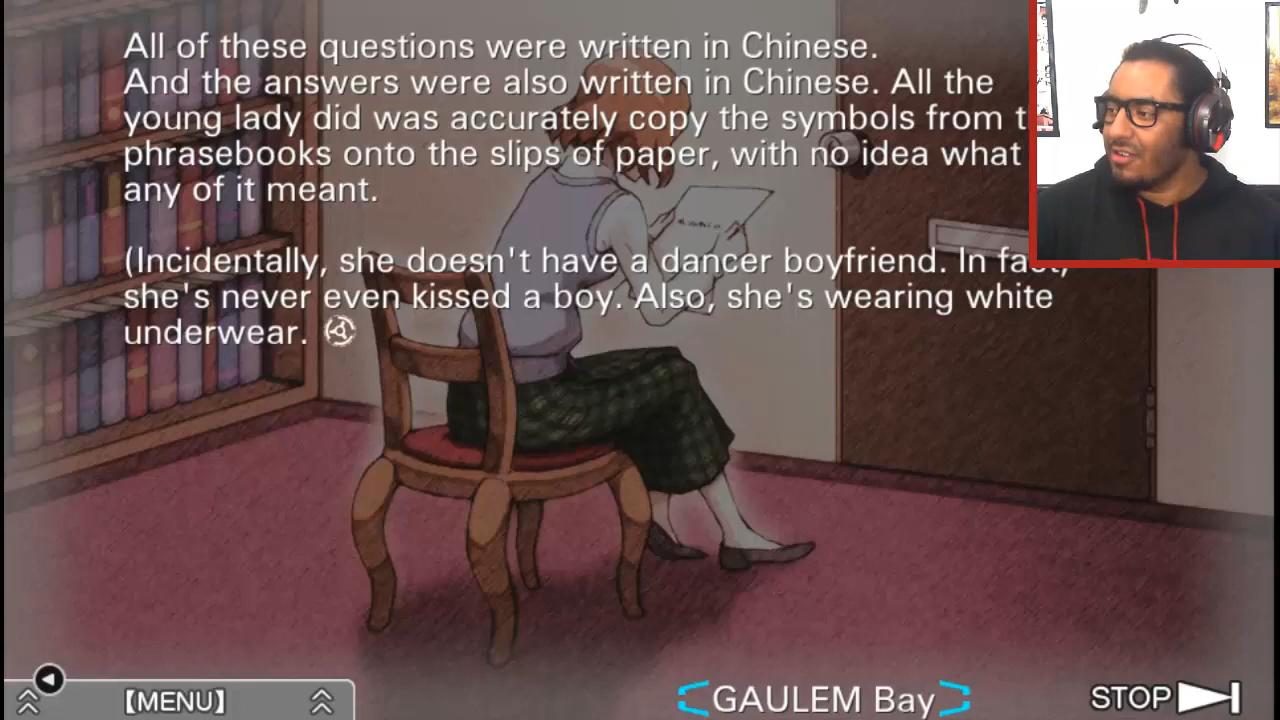 All of these questions were written in Chinese.
And the answers were also written in Chinese. All the
young lady did was accurately copy the symbols from t
phrasebooks onto the slips of paper, with no idea what
any of it meant.
(Incidentally, she doesn't have a dancer boyfriend. In fact,
she's never even kissed a boy. Also, she's wearing white
underwear.
【MENU】
GAULEM Bay
STOP